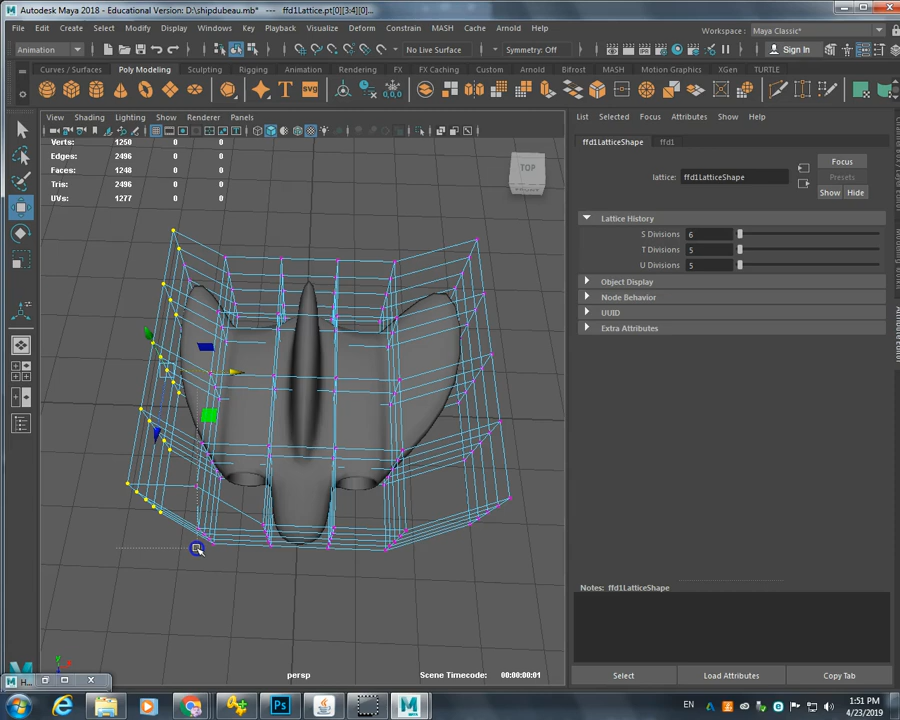 Autodesk Maya 2018 - Educational Version: D:\shipdubeau.mb* --- ffd1Lattice.pt[0][3:4][0]...
File Edit Create Select Modify Display Windows Key Playback Visualize Deform Constrain MASH Cache Arnold Help
Workspace : Maya Classic*
Animation No Live Surface Symmetry: Off Sign In
Curves / Surfaces Poly Modeling Sculpting Rigging Animation Rendering FX FX Caching Custom Arnold Bifrost MASH Motion Graphics XGen TURTLE
T SVG 0,0,0
View Shading Lighting Show Renderer Panels
List Selected Focus Attributes Show Help
Verts: 1250 0 0
Edges: 2496 0 0
Faces: 1248 0 0
Tris: 2496 0 0
UVs: 1277 0 0
TOP
FRONT
ffd1LatticeShape ffd1
lattice: ffd1LatticeShape
Focus
Presets
Show Hide
Lattice History
S Divisions 6
T Divisions 5
U Divisions 5
Object Display
Node Behavior
UUID
Extra Attributes
Notes: ffd1LatticeShape
Select Load Attributes Copy Tab
persp
Scene Timecode: 00:00:00:01
y
H...
Ps
M
EN
1:51 PM
4/23/2019